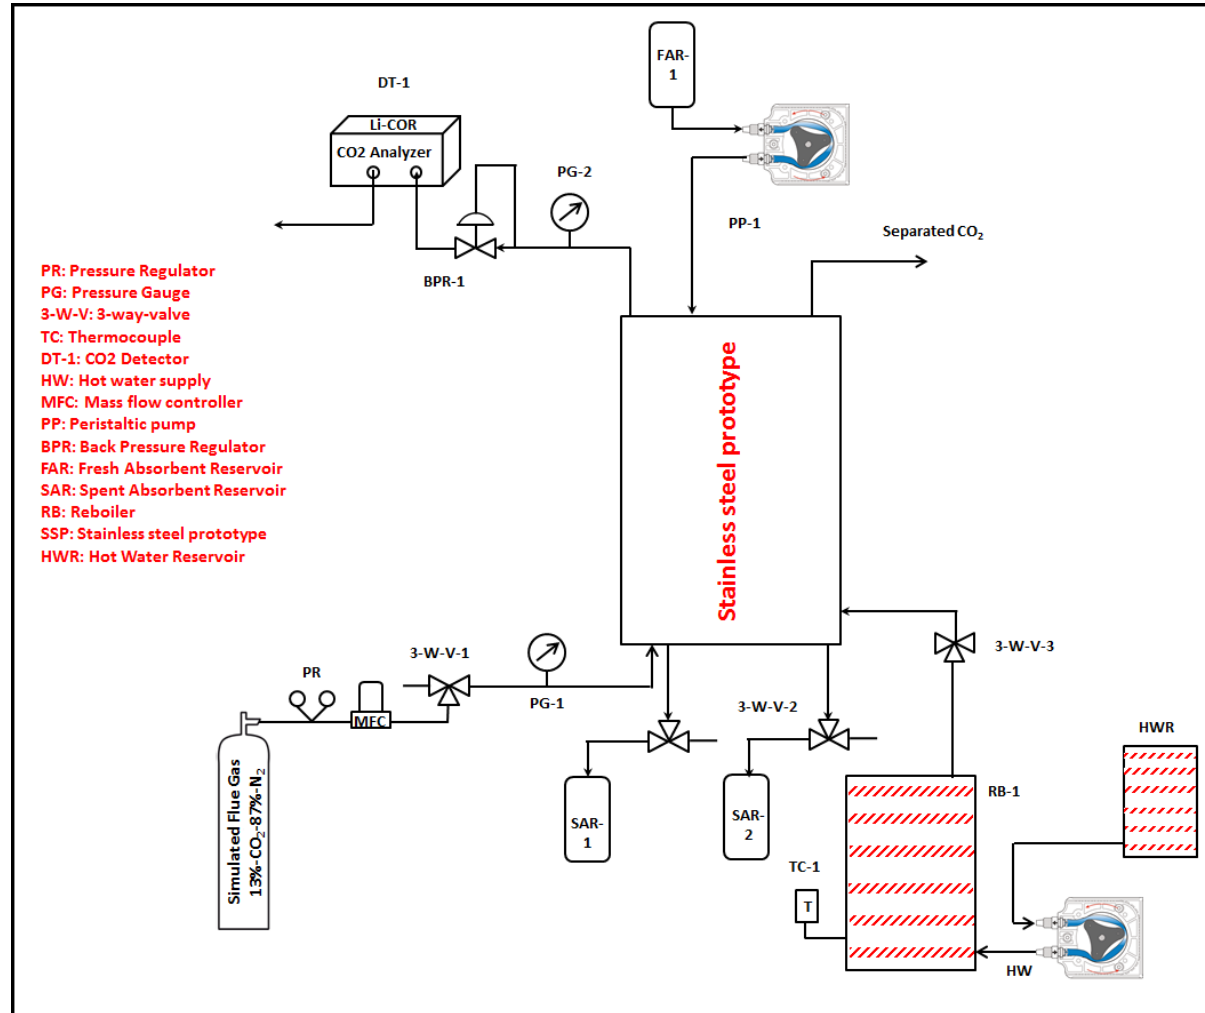 FAR-
1
DT-1
Li-COR
CO2 Analyzer
PG-2
PP-1
Separated CO₂
BPR-1
PR: Pressure Regulator
PG: Pressure Gauge
3-W-V: 3-way-valve
TC: Thermocouple
DT-1: CO2 Detector
HW: Hot water supply
MFC: Mass flow controller
PP: Peristaltic pump
BPR: Back Pressure Regulator
FAR: Fresh Absorbent Reservoir
SAR: Spent Absorbent Reservoir
RB: Reboiler
SSP: Stainless steel prototype
HWR: Hot Water Reservoir
Stainless steel prototype
3-W-V-1
3-W-V-3
PR
PG-1
MFC
3-W-V-2
HWR
Simulated Flue Gas
13%-CO₂-87%-N₂
RB-1
SAR-
1
SAR-
2
TC-1
T
HW